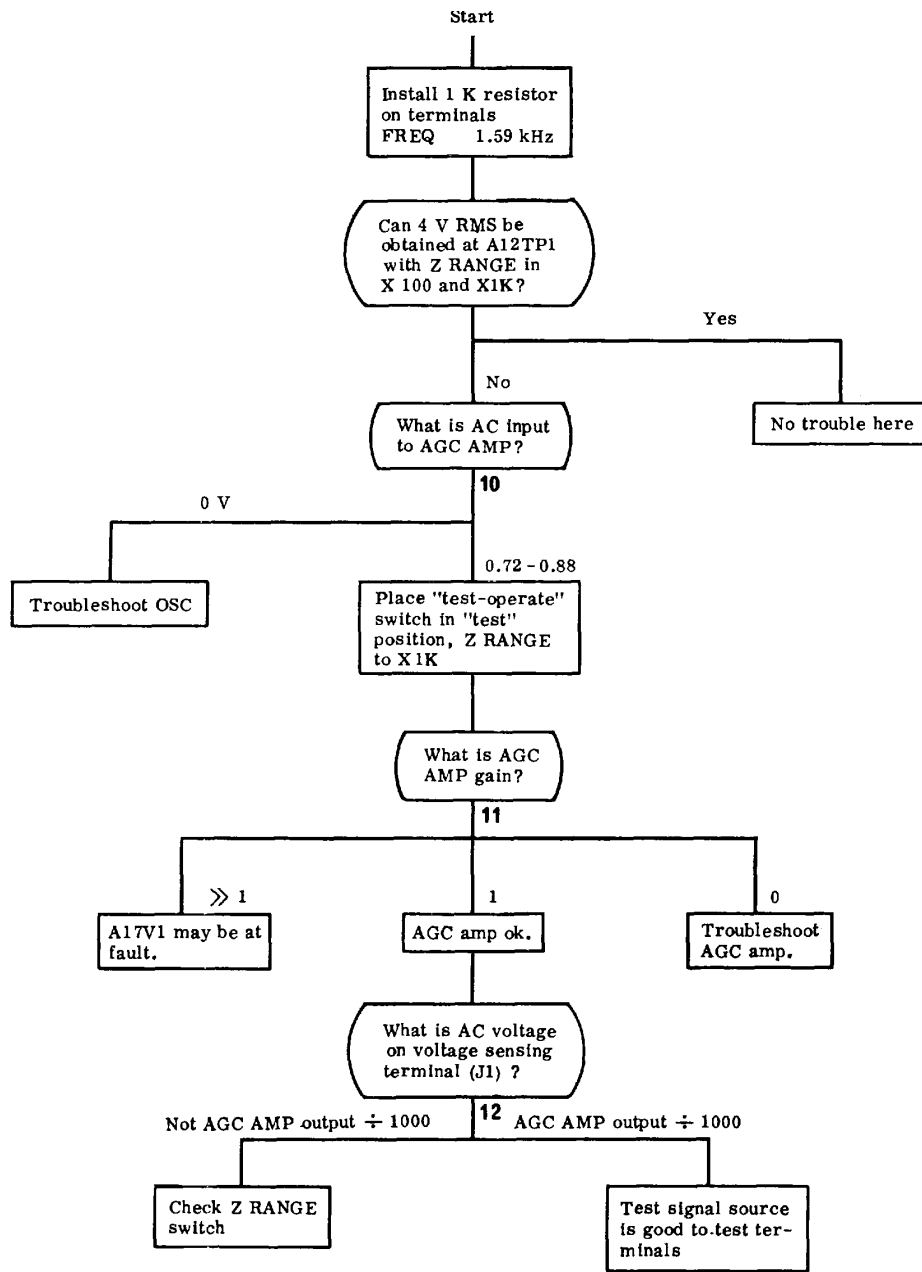 Start
Install 1 K resistor
on terminals
FREQ 1.59 kHz
Can 4 V RMS be
obtained at A12TP1
with Z RANGE in
X 100 and X1K?
Yes
No
What is AC input
to AGC AMP?
No trouble here
10
0 V
0.72 - 0.88
Troubleshoot OSC
Place "test-operate"
switch in "test"
position, Z RANGE
to X1K
What is AGC
AMP gain?
11
≫ 1
1
0
A17V1 may be at
fault.
AGC amp ok.
Troubleshoot
AGC amp.
What is AC voltage
on voltage sensing
terminal (J1) ?
12
Not AGC AMP output ÷ 1000
AGC AMP output ÷ 1000
Check Z RANGE
switch
Test signal source
is good to test ter-
minals